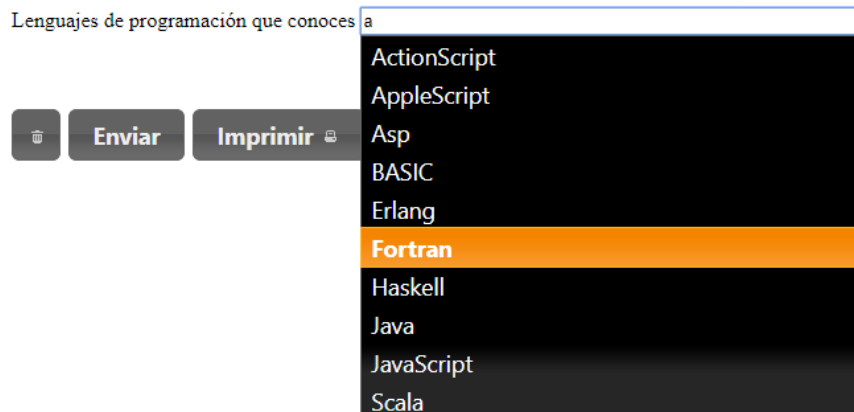 Lenguajes de programación que conoces a
ActionScript
AppleScript
Asp
BASIC
Erlang
Fortran
Haskell
Java
JavaScript
Scala
Enviar
Imprimir